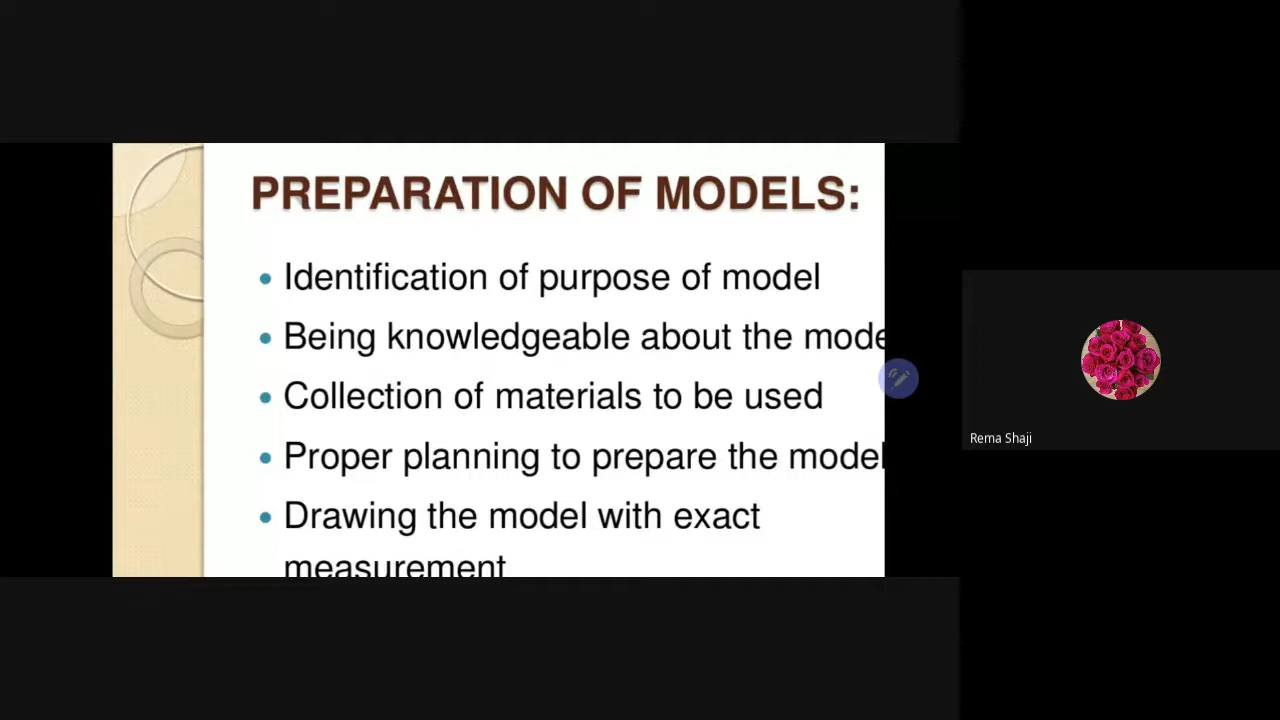 PREPARATION OF MODELS:
Identification of purpose of model
Being knowledgeable about the mode
Collection of materials to be used
Proper planning to prepare the model
Drawing the model with exact
measurement
Rema Shaji